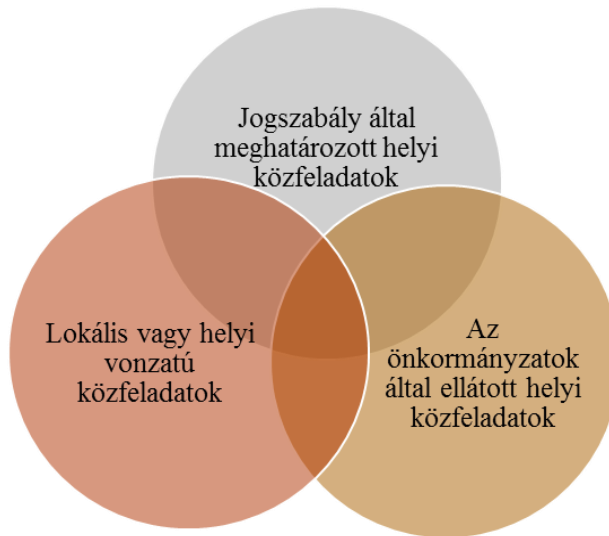 Jogszabály által
meghatározott helyi
közfeladatok
Lokális vagy helyi
vonzatú
közfeladatok
Az
önkormányzatok
által ellátott helyi
közfeladatok